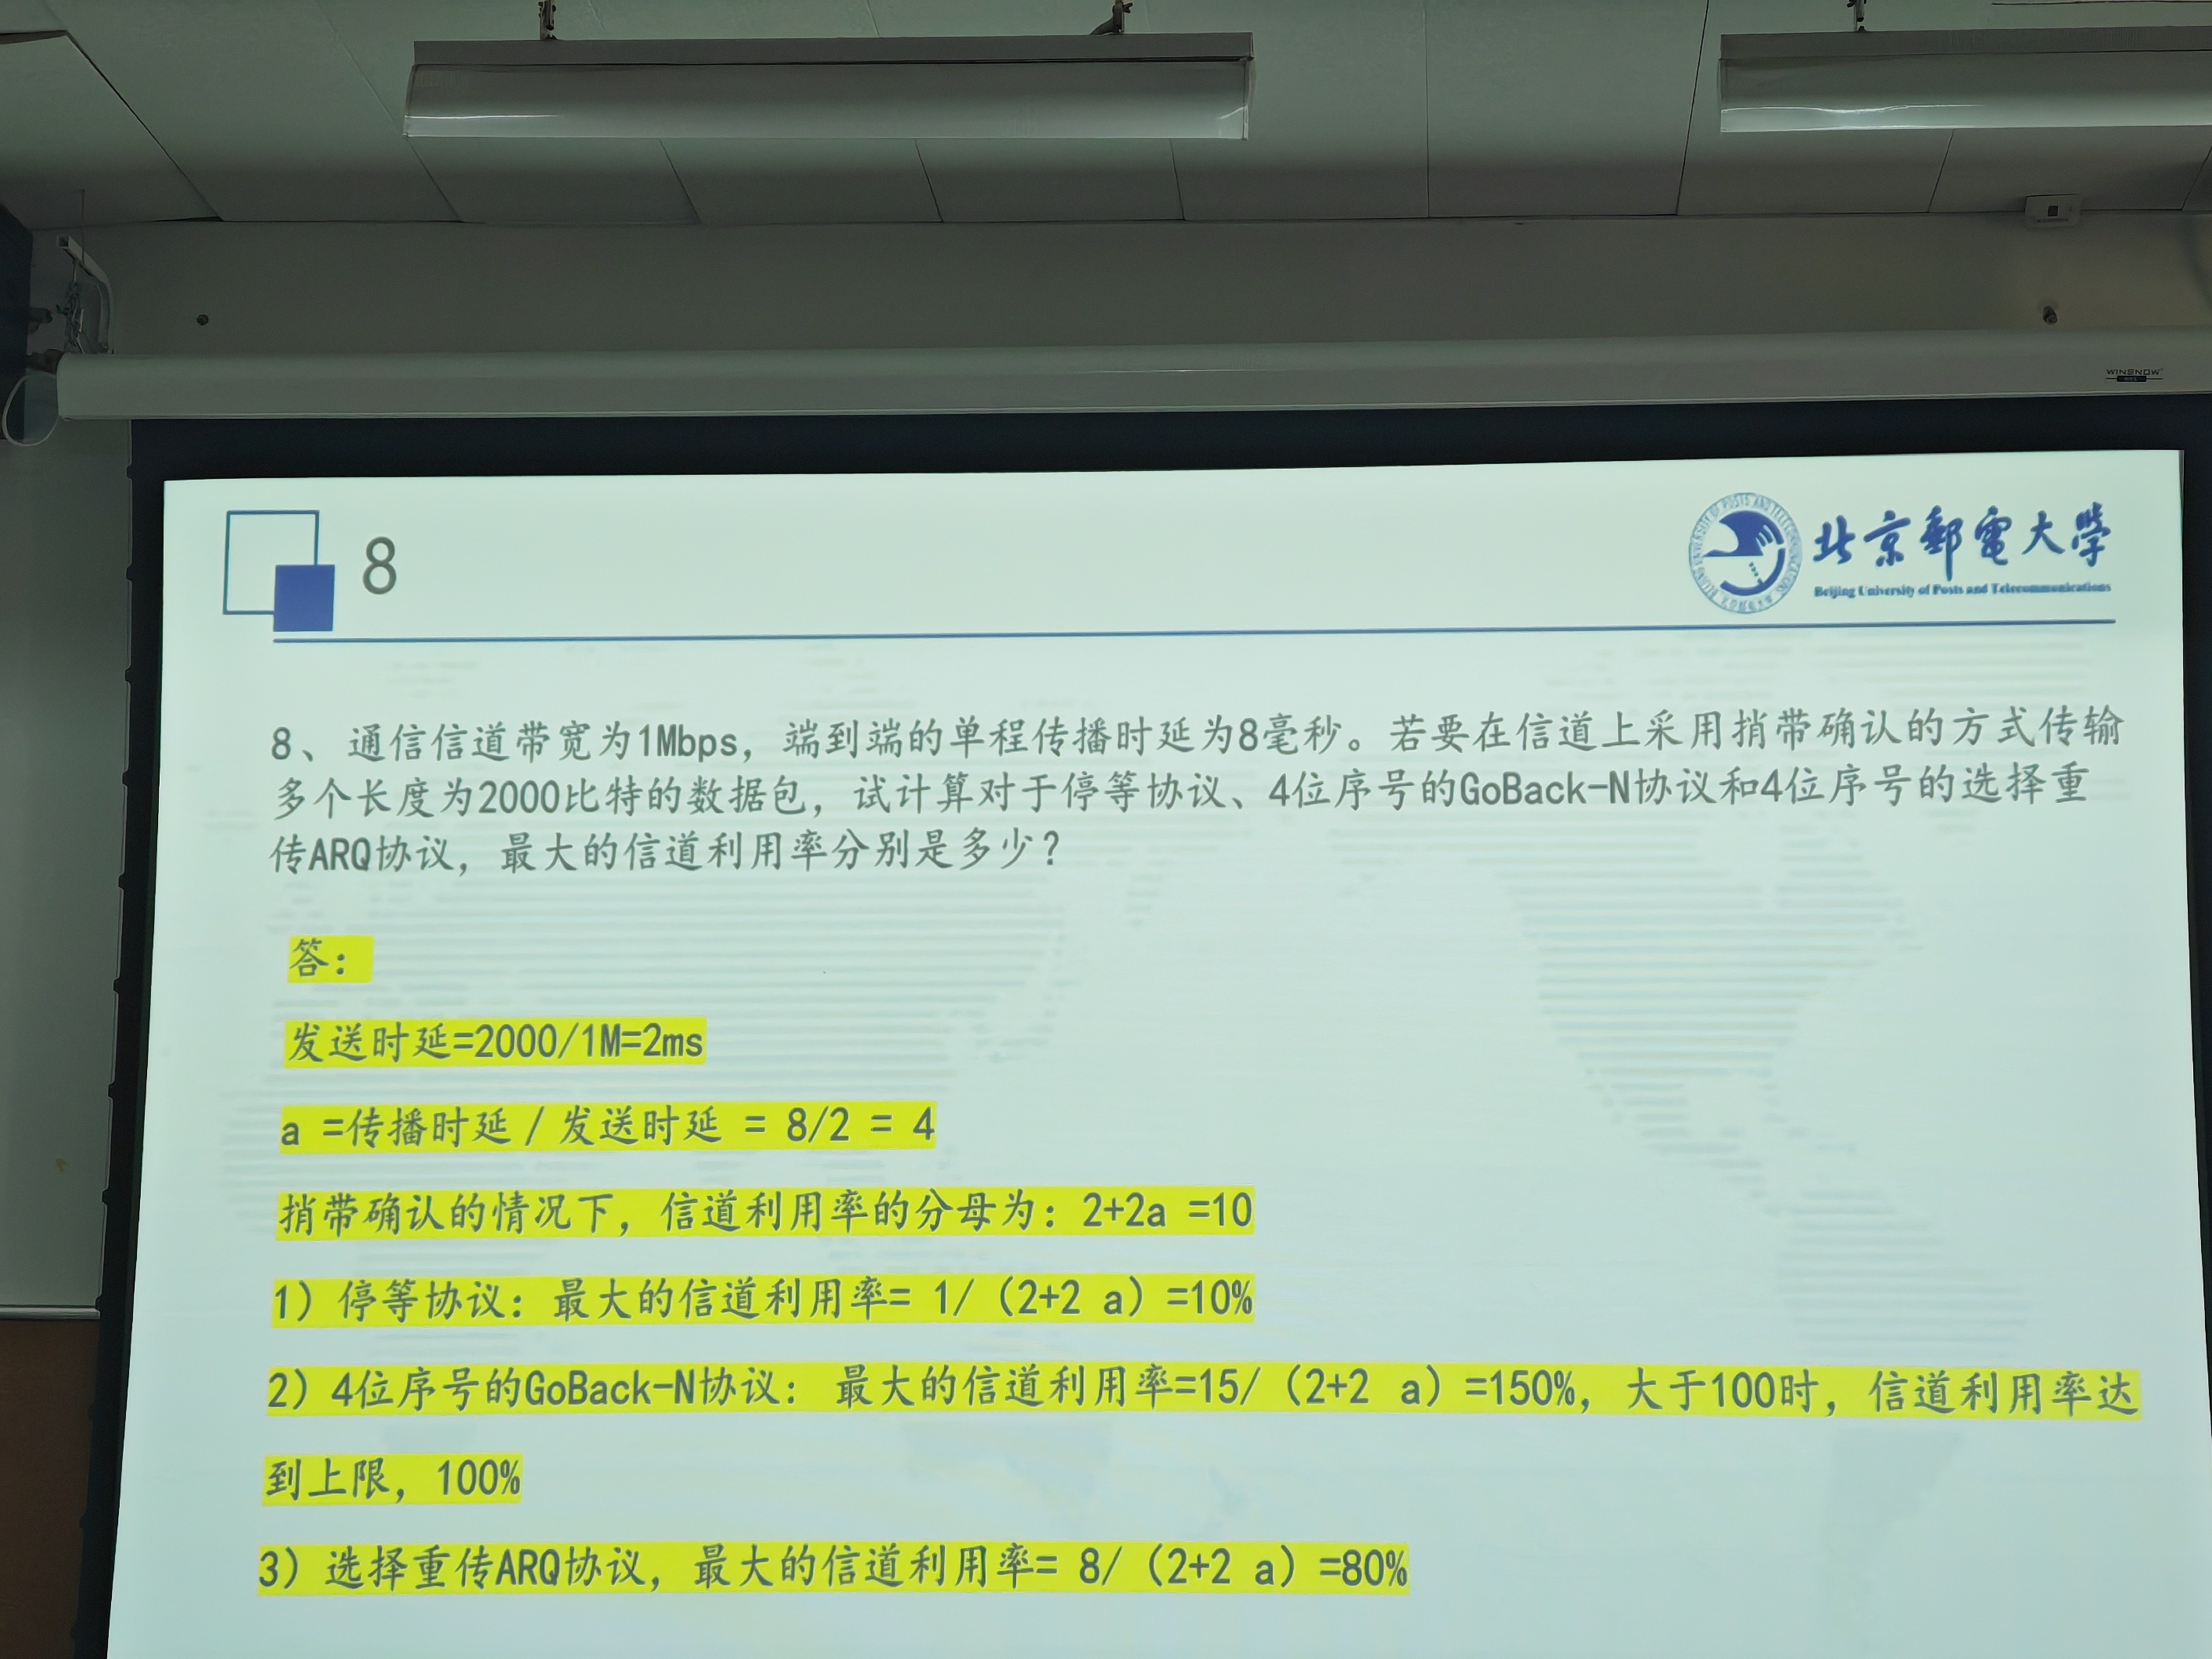 WINSNOW
8
北京郵電大學
Beijing University of Posts and Telecommunications
8、通信信道带宽为1Mbps，端到端的单程传播时延为8毫秒。若要在信道上采用捎带确认的方式传输
多个长度为2000比特的数据包，试计算对于停等协议、4位序号的GoBack-N协议和4位序号的选择重
传ARQ协议，最大的信道利用率分别是多少？
答：
发送时延=2000/1M=2ms
a =传播时延/发送时延 = 8/2 = 4
捎带确认的情况下，信道利用率的分母为：2+2a =10
1）停等协议：最大的信道利用率= 1/（2+2 a）=10%
2）4位序号的GoBack-N协议： 最大的信道利用率=15/（2+2 a）=150%，大于100时，信道利用率达
到上限，100%
3）选择重传ARQ协议，最大的信道利用率= 8/（2+2 a）=80%